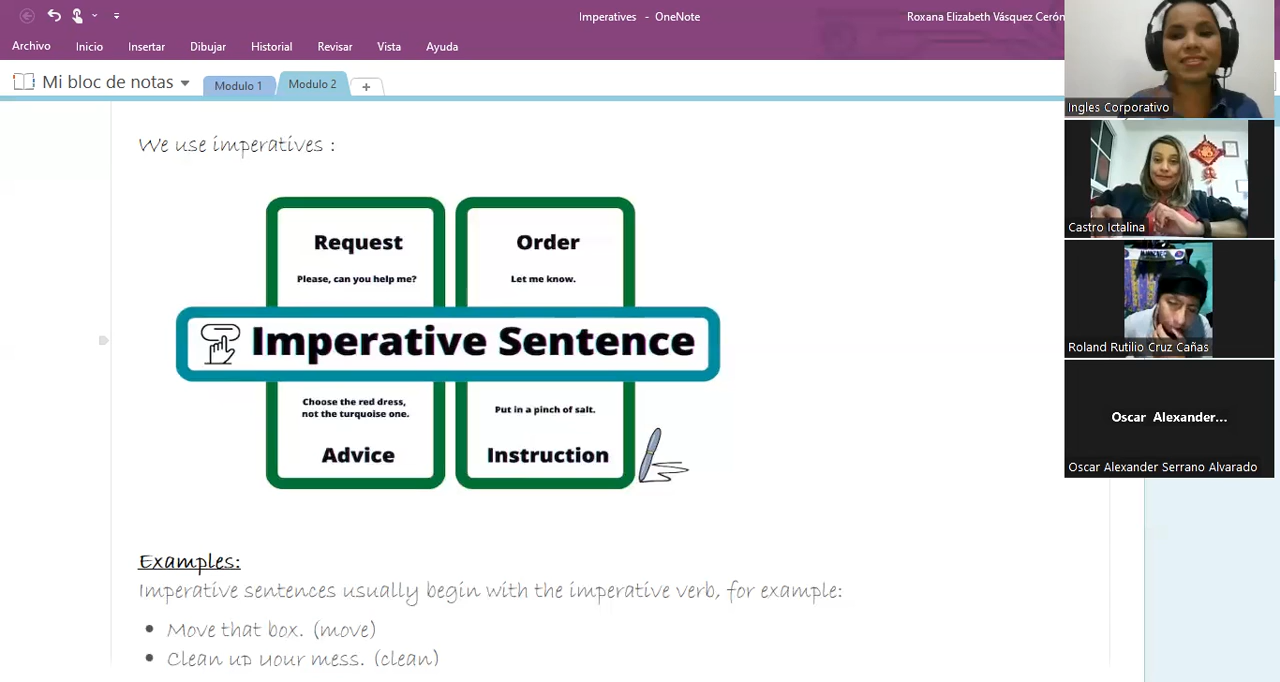 Imperatives - OneNote
Roxana Elizabeth Vásquez Cerón
Archivo Inicio Insertar Dibujar Historial Revisar Vista Ayuda
Mi bloc de notas Modulo 1 Modulo 2 +
We use imperatives :
Request Order
Please, can you help me? Let me know.
Imperative Sentence
Choose the red dress,
not the turquoise one.
Put in a pinch of salt.
Advice Instruction
Examples:
Imperative sentences usually begin with the imperative verb, for example:
• Move that box. (move)
• Clean up your mess. (clean)
Ingles Corporativo
Castro Ictalina
Roland Rutilio Cruz Cañas
Oscar Alexander...
Oscar Alexander Serrano Alvarado